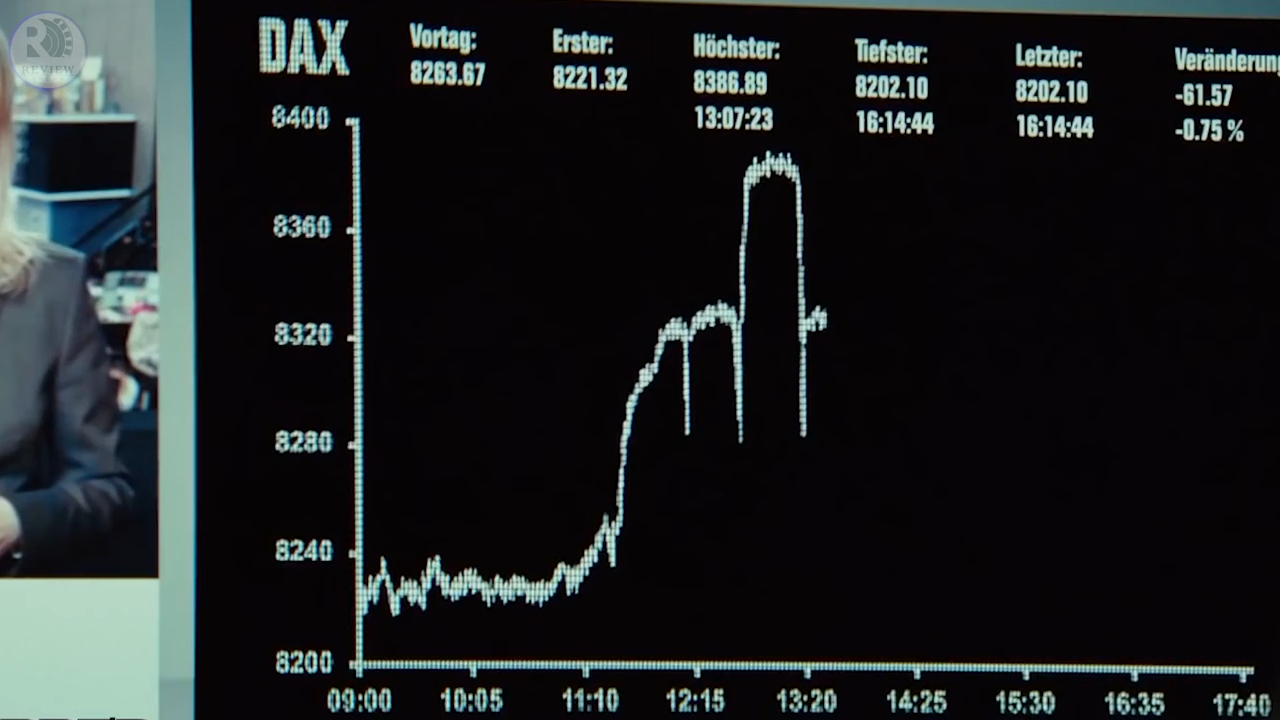 R
REVIEW
DAX
Vortag:
8263.67
Erster:
8221.32
Höchster:
8386.89
13:07:23
Tiefster:
8202.10
16:14:44
Letzter:
8202.10
16:14:44
Veränderung
-61.57
-0.75 %
8400
8360
8320
8280
8240
8200
09:00 10:05 11:10 12:15 13:20 14:25 15:30 16:35 17:40